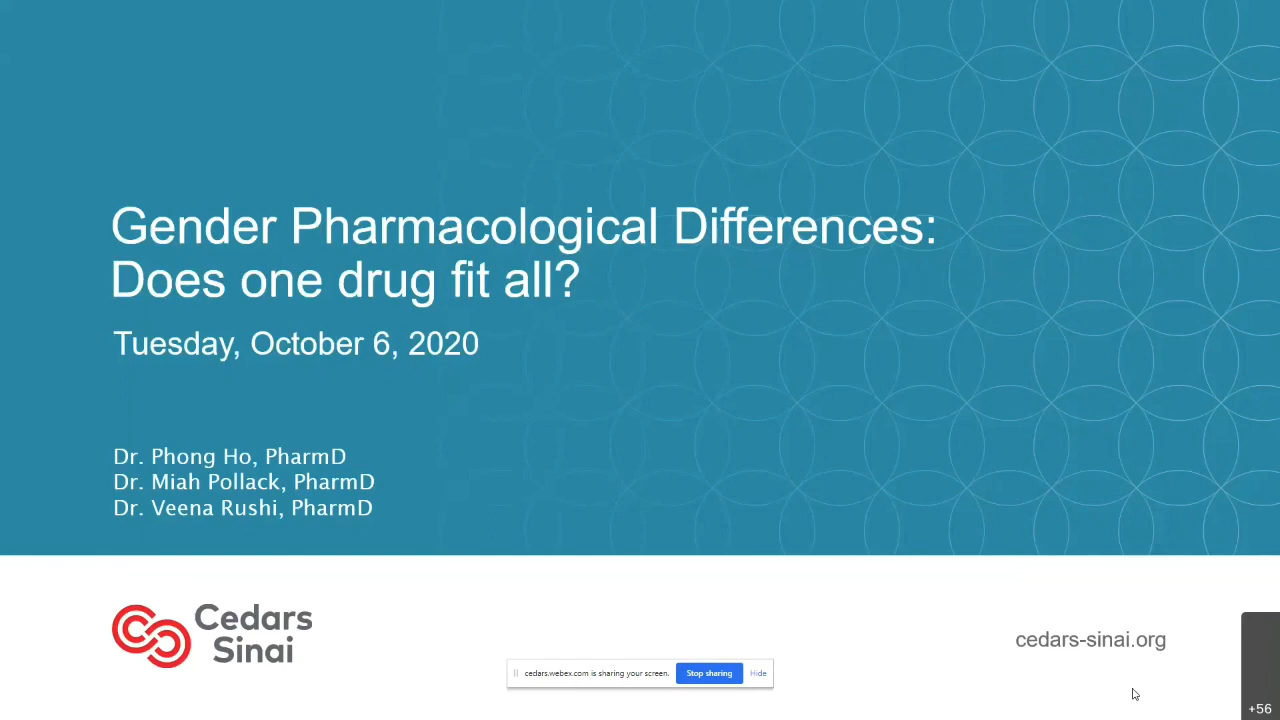 Gender Pharmacological Differences:
Does one drug fit all?
Tuesday, October 6, 2020
Dr. Phong Ho, PharmD
Dr. Miah Pollack, PharmD
Dr. Veena Rushi, PharmD
Cedars
Sinai
cedars-sinai.org
cedars.webex.com is sharing your screen.
Stop sharing
Hide
+56